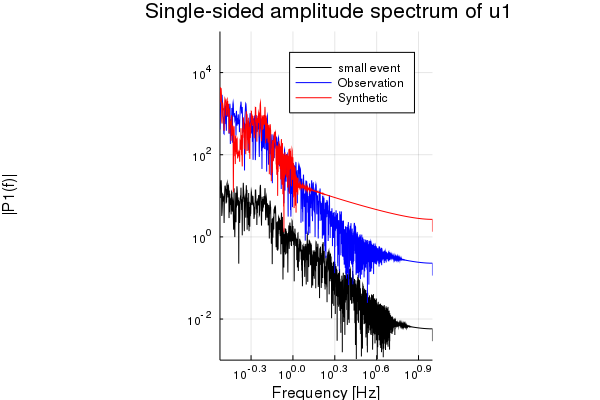 Single-sided amplitude spectrum of u1
|P1(f)|
small event
Observation
Synthetic
10^4
10^2
10^0
10^-2
10^-0.3 10^0.0 10^0.3 10^0.6 10^0.9
Frequency [Hz]